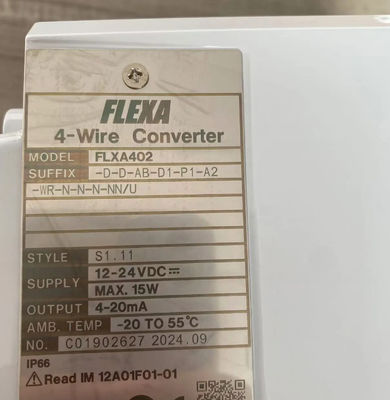 FLEXA
4-Wire Converter
MODEL FLXA402
SUFFIX -D-D-AB-D1-P1-A2
-WR-N-N-N-NN/U
STYLE S1.11
SUPPLY 12-24VDC⎓
MAX. 15W
OUTPUT 4-20mA
AMB. TEMP -20 TO 55℃
NO. C01902627 2024.09
IP66
⚠Read IM 12A01F01-01